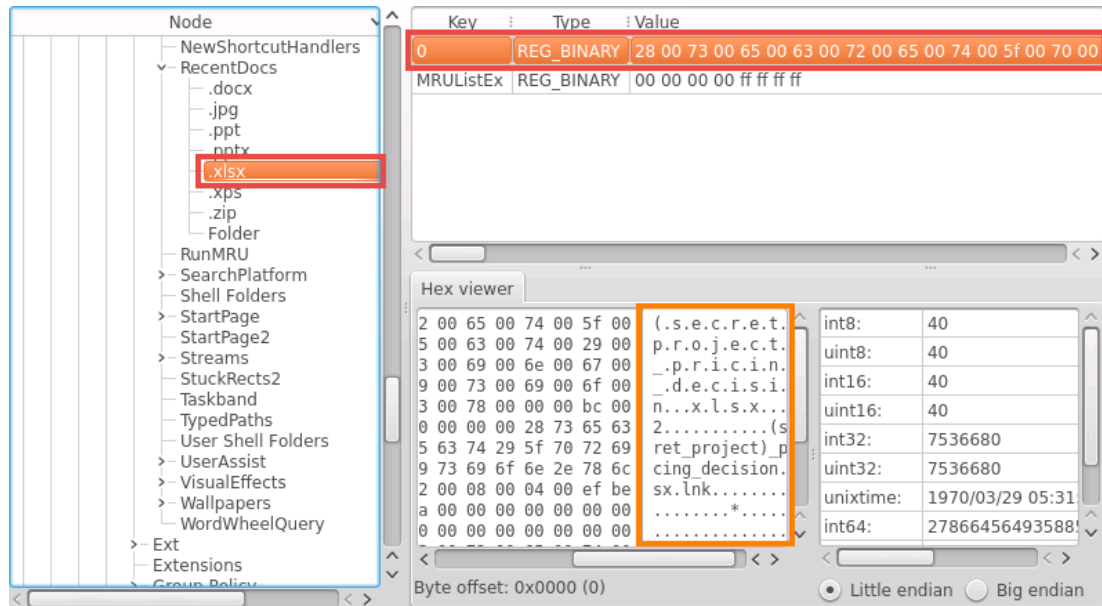 Node
NewShortcutHandlers
RecentDocs
.docx
.jpg
.ppt
.pptx
.xlsx
.xps
.zip
Folder
RunMRU
SearchPlatform
Shell Folders
StartPage
StartPage2
Streams
StuckRects2
Taskband
TypedPaths
User Shell Folders
UserAssist
VisualEffects
Wallpapers
WordWheelQuery
Ext
Extensions
Group Policy
Key Type Value
0 REG_BINARY 28 00 73 00 65 00 63 00 72 00 65 00 74 00 5f 00 70 00
MRUListEx REG_BINARY 00 00 00 00 ff ff ff ff
Hex viewer
2 00 65 00 74 00 5f 00 (.s.e.c.r.e.t.
5 00 63 00 74 00 29 00 p.r.o.j.e.c.t.
3 00 69 00 6e 00 67 00 _.p.r.i.c.i.n.
9 00 73 00 69 00 6f 00 _.d.e.c.i.s.i.
3 00 78 00 00 00 bc 00 n...x.l.s.x...
0 00 00 00 28 73 65 63 2...........(s
5 63 74 29 5f 70 72 69 ret_project)_p
9 73 69 6f 6e 2e 78 6c cing_decision.
2 00 08 00 04 00 ef be sx.lnk........
a 00 00 00 00 00 00 00 .........*.....
0 00 00 00 00 00 00 00 ..............
int8: 40
uint8: 40
int16: 40
uint16: 40
int32: 7536680
uint32: 7536680
unixtime: 1970/03/29 05:31:
int64: 278664564935885
Byte offset: 0x0000 (0)
Little endian Big endian